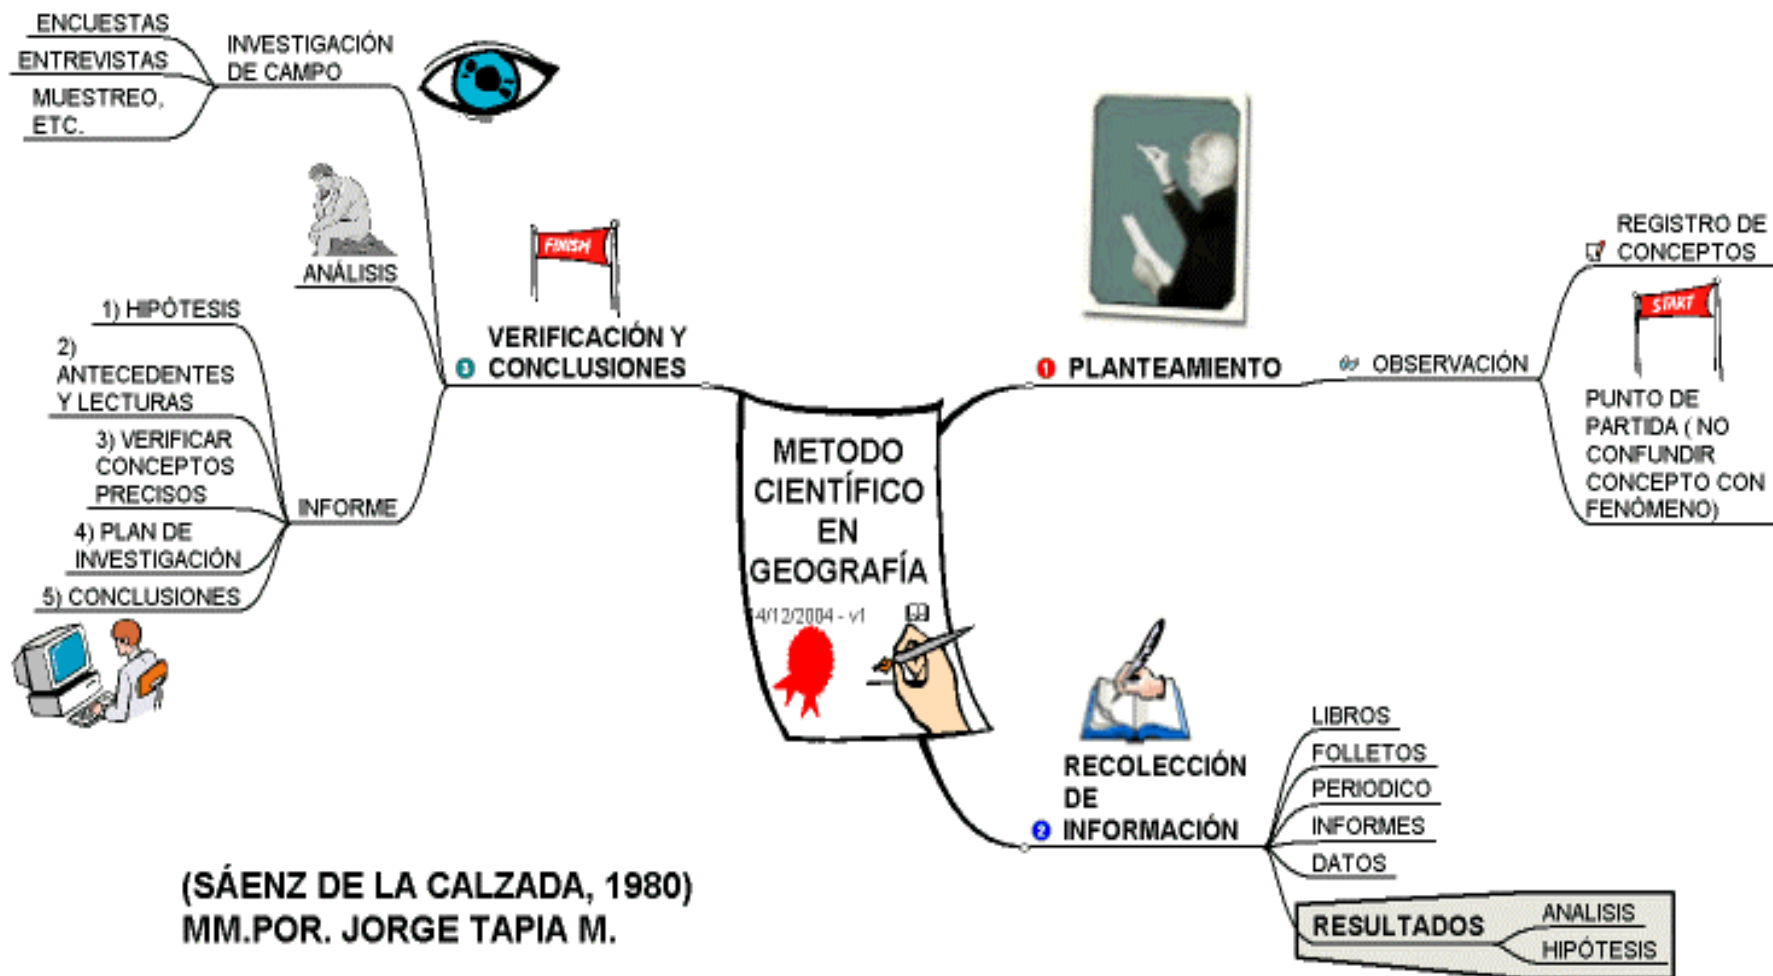 METODO
CIENTÍFICO
EN
GEOGRAFÍA
4/12/2004 - v1
1 PLANTEAMIENTO
OBSERVACIÓN
REGISTRO DE
CONCEPTOS
START
PUNTO DE
PARTIDA ( NO
CONFUNDIR
CONCEPTO CON
FENÓMENO)
RECOLECCIÓN
DE
2 INFORMACIÓN
LIBROS
FOLLETOS
PERIODICO
INFORMES
DATOS
RESULTADOS
ANALISIS
HIPÓTESIS
FINISH
VERIFICACIÓN Y
3 CONCLUSIONES
INVESTIGACIÓN
DE CAMPO
ENCUESTAS
ENTREVISTAS
MUESTREO,
ETC.
ANÁLISIS
INFORME
1) HIPÓTESIS
2)
ANTECEDENTES
Y LECTURAS
3) VERIFICAR
CONCEPTOS
PRECISOS
4) PLAN DE
INVESTIGACIÓN
5) CONCLUSIONES
(SÁENZ DE LA CALZADA, 1980)
MM.POR. JORGE TAPIA M.